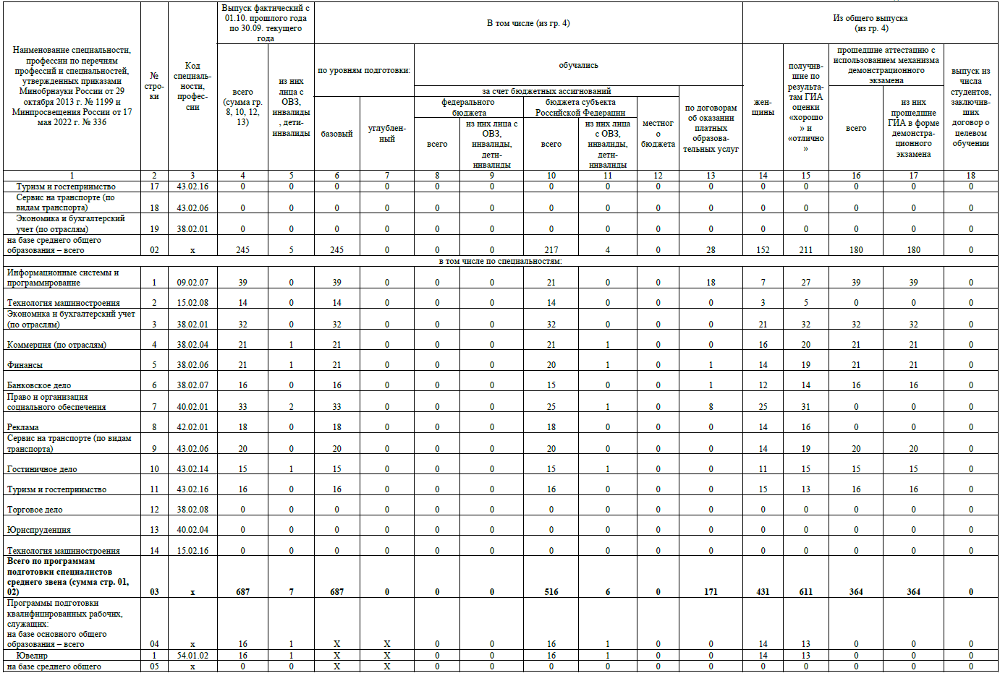 Наименование специальности, профессии по перечням профессий и специальностей, утвержденных приказами Минобрнауки России от 29 октября 2013 г. № 1199 и Минпросвещения России от 17 мая 2022 г. № 336
№ стро-ки
Код специаль-ности, профес-сии
Выпуск фактический с 01.10. прошлого года по 30.09. текущего года
В том числе (из гр. 4)
Из общего выпуска (из гр. 4)
всего (сумма гр. 8, 10, 12, 13)
из них лица с ОВЗ, инвалиды, дети-инвалиды
по уровням подготовки:
обучались
базовый
углублен-ный
за счет бюджетных ассигнований
федерального бюджета
бюджета субъекта Российской Федерации
местного бюджета
всего
из них лица с ОВЗ, инвалиды, дети-инвалиды
всего
из них лица с ОВЗ, инвалиды, дети-инвалиды
по договорам об оказании платных образова-тельных услуг
жен-щины
получив-шие по результа-там ГИА оценки «хорошо» и «отлично»
прошедшие аттестацию с использованием механизма демонстрационного экзамена
всего
из них прошедшие ГИА в форме демонстра-ционного экзамена
выпуск из числа студентов, заключив-ших договор о целевом обучении
1 2 3 4 5 6 7 8 9 10 11 12 13 14 15 16 17 18
Туризм и гостеприимство 17 43.02.16 0 0 0 0 0 0 0 0 0 0 0 0 0 0 0
Сервис на транспорте (по видам транспорта) 18 43.02.06 0 0 0 0 0 0 0 0 0 0 0 0 0 0 0
Экономика и бухгалтерский учет (по отраслям) 19 38.02.01 0 0 0 0 0 0 0 0 0 0 0 0 0 0 0
на базе среднего общего образования – всего 02 х 245 5 245 0 0 0 217 4 0 28 152 211 180 180 0
в том числе по специальностям:
Информационные системы и программирование 1 09.02.07 39 0 39 0 0 0 21 0 0 18 7 27 39 39 0
Технология машиностроения 2 15.02.08 14 0 14 0 0 0 14 0 0 0 3 5 0 0 0
Экономика и бухгалтерский учет (по отраслям) 3 38.02.01 32 0 32 0 0 0 32 0 0 0 21 32 32 32 0
Коммерция (по отраслям) 4 38.02.04 21 1 21 0 0 0 21 1 0 0 16 20 21 21 0
Финансы 5 38.02.06 21 1 21 0 0 0 20 1 0 1 14 19 21 21 0
Банковское дело 6 38.02.07 16 0 16 0 0 0 15 0 0 1 12 14 16 16 0
Право и организация социального обеспечения 7 40.02.01 33 2 33 0 0 0 25 1 0 8 25 31 0 0 0
Реклама 8 42.02.01 18 0 18 0 0 0 18 0 0 0 14 16 0 0 0
Сервис на транспорте (по видам транспорта) 9 43.02.06 20 0 20 0 0 0 20 0 0 0 14 19 20 20 0
Гостиничное дело 10 43.02.14 15 1 15 0 0 0 15 1 0 0 11 15 15 15 0
Туризм и гостеприимство 11 43.02.16 16 0 16 0 0 0 16 0 0 0 15 13 16 16 0
Торговое дело 12 38.02.08 0 0 0 0 0 0 0 0 0 0 0 0 0 0 0
Юриспруденция 13 40.02.04 0 0 0 0 0 0 0 0 0 0 0 0 0 0 0
Технология машиностроения 14 15.02.16 0 0 0 0 0 0 0 0 0 0 0 0 0 0 0
Всего по программам подготовки специалистов среднего звена (сумма стр. 01, 02) 03 х 687 7 687 0 0 0 516 6 0 171 431 611 364 364 0
Программы подготовки квалифицированных рабочих, служащих:
на базе основного общего образования – всего 04 х 16 1 X X 0 0 16 1 0 0 14 13 0 0 0
Ювелир 1 54.01.02 16 1 X X 0 0 16 1 0 0 14 13 0 0 0
на базе среднего общего 05 х 0 0 X X 0 0 0 0 0 0 0 0 0 0 0